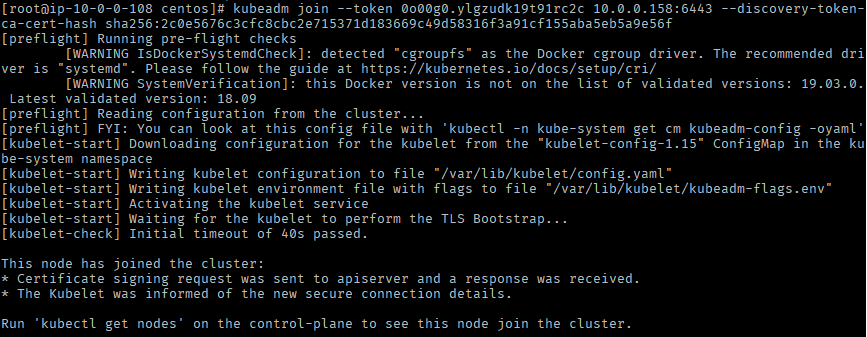 [root@ip-10-0-0-108 centos]# kubeadm join --token 0o00g0.ylgzudk19t91rc2c 10.0.0.158:6443 --discovery-token-
ca-cert-hash sha256:2c0e5676c3cfc8cbc2e715371d183669c49d58316f3a91cf155aba5eb5a9e56f
[preflight] Running pre-flight checks
        [WARNING IsDockerSystemdCheck]: detected "cgroupfs" as the Docker cgroup driver. The recommended dri
ver is "systemd". Please follow the guide at https://kubernetes.io/docs/setup/cri/
        [WARNING SystemVerification]: this Docker version is not on the list of validated versions: 19.03.0.
 Latest validated version: 18.09
[preflight] Reading configuration from the cluster...
[preflight] FYI: You can look at this config file with 'kubectl -n kube-system get cm kubeadm-config -oyaml'
[kubelet-start] Downloading configuration for the kubelet from the "kubelet-config-1.15" ConfigMap in the ku
be-system namespace
[kubelet-start] Writing kubelet configuration to file "/var/lib/kubelet/config.yaml"
[kubelet-start] Writing kubelet environment file with flags to file "/var/lib/kubelet/kubeadm-flags.env"
[kubelet-start] Activating the kubelet service
[kubelet-start] Waiting for the kubelet to perform the TLS Bootstrap...
[kubelet-check] Initial timeout of 40s passed.

This node has joined the cluster:
* Certificate signing request was sent to apiserver and a response was received.
* The Kubelet was informed of the new secure connection details.

Run 'kubectl get nodes' on the control-plane to see this node join the cluster.